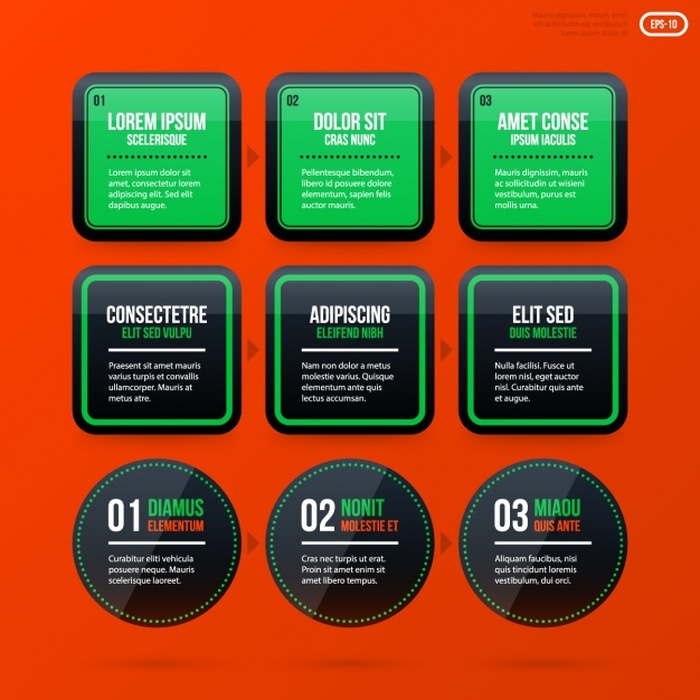 Mauris dignissim, mauris amet
est sollicitudin est vestibulum
lorem ipsum dolor sit
EPS-10
01
LOREM IPSUM
SCELERISQUE
Lorem ipsum dolor sit
amet, consectetur lorem
adipiscing elit. Sed elit
dapibus augue.
02
DOLOR SIT
CRAS NUNC
Pellentesque bibendum,
libero id posuere dolore
elementum, sapien felis
auctor mauris.
03
AMET CONSE
IPSUM IACULIS
Mauris dignissim, mauris
ac sollicitudin ut wisieni
vestibulum, purus est
mollis urna.
CONSECTETRE
ELIT SED VULPU
Praesent sit amet mauris
varius turpis et convallis
ullamcorper. Mauris at
metus atre.
ADIPISCING
ELEIFEND NIBH
Nam non dolor a metus
molestie varius. Quisque
elementum ante quis
lectus accumsan.
ELIT SED
DUIS MOLESTIE
Nulla facilisi. Fusce ut
lorem nisl, eget auctor
nisl. Curabitur quis ante
et augue.
01 DIAMUS
ELEMENTUM
Curabitur eliti vehicula
posuere neque. Mauris
scelerisque laoreet.
02 NONIT
MOLESTIE ET
Cras nec turpis ut erat.
Proin sit amet enim sit
amet libero tempus.
03 MIAOU
QUIS ANTE
Aliquam faucibus, nisi
quis tincidunt loremis
vestibulum, dui orci.